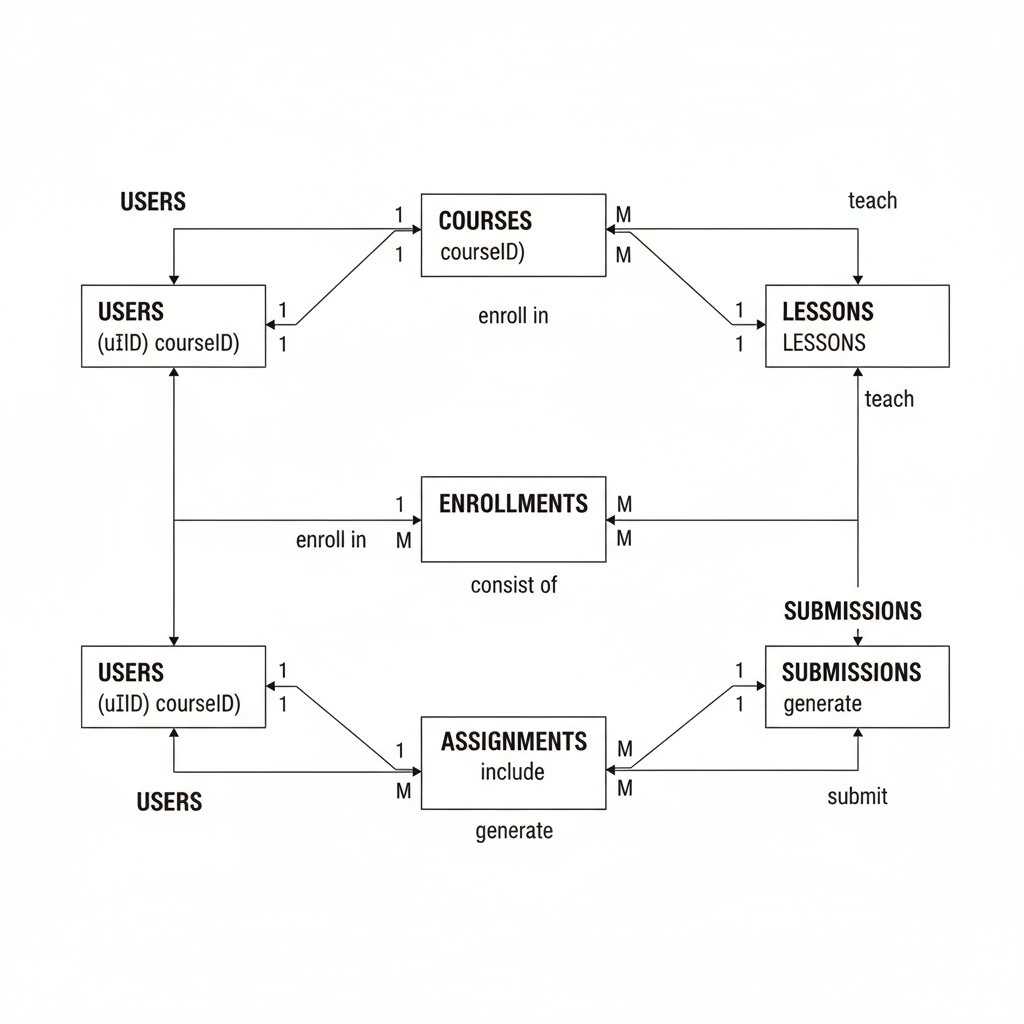 USERS
teach
1
COURSES
courseID)
M
1
M
USERS
(uIID) courseID)
1
1
enroll in
1
1
LESSONS
LESSONS
teach
1
ENROLLMENTS
M
enroll in
M
M
consist of
SUBMISSIONS
USERS
(uIID) courseID)
1
1
1
1
SUBMISSIONS
generate
1
ASSIGNMENTS
include
M
M
M
USERS
submit
generate